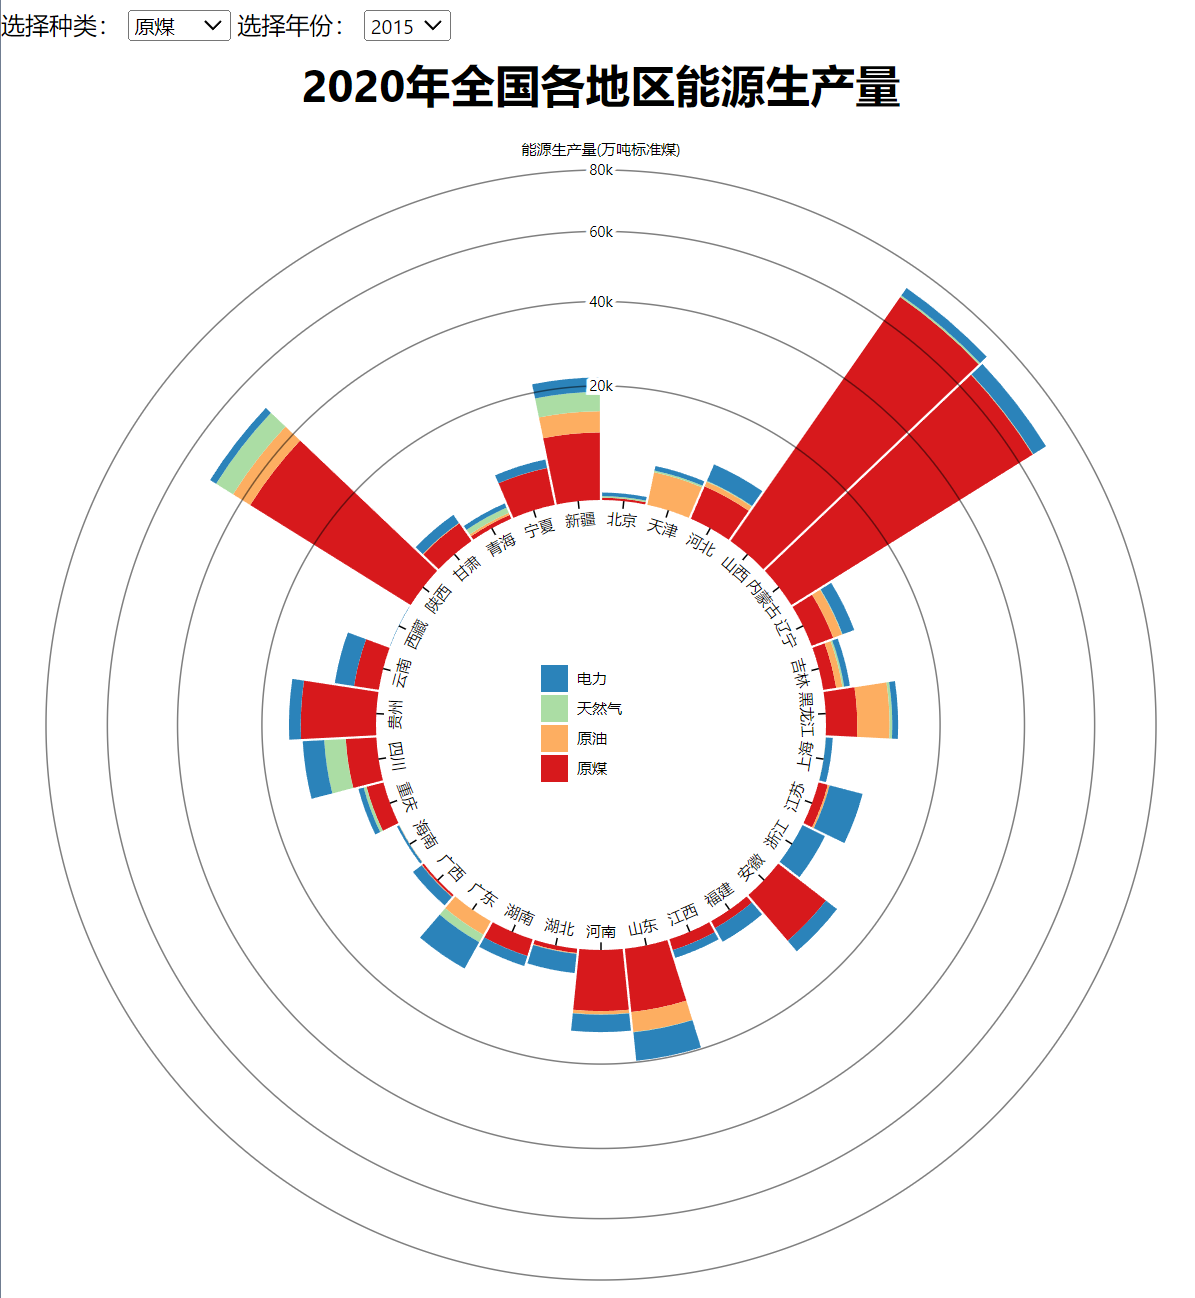 选择种类： 原煤 选择年份： 2015
2020年全国各地区能源生产量
能源生产量(万吨标准煤)
80k
60k
40k
20k
北京
天津
河北
山西
内蒙古
辽宁
吉林
黑龙江
上海
江苏
浙江
安徽
福建
江西
山东
河南
湖北
湖南
广东
广西
海南
重庆
四川
贵州
云南
西藏
陕西
甘肃
青海
宁夏
新疆
电力
天然气
原油
原煤